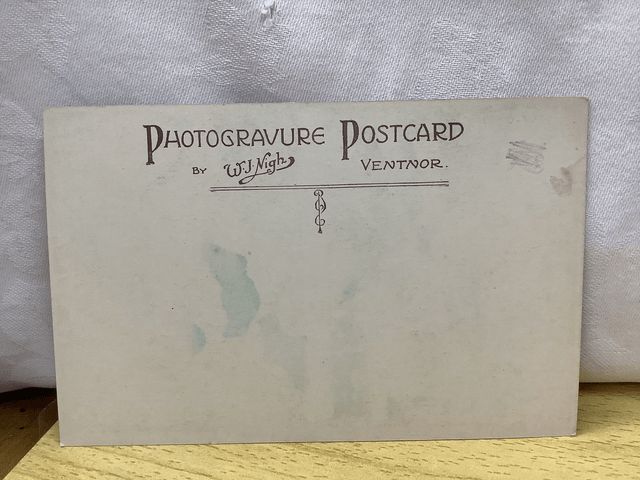 PHOTOGRAVURE POSTCARD
BY W.J. Nigh VENTNOR.